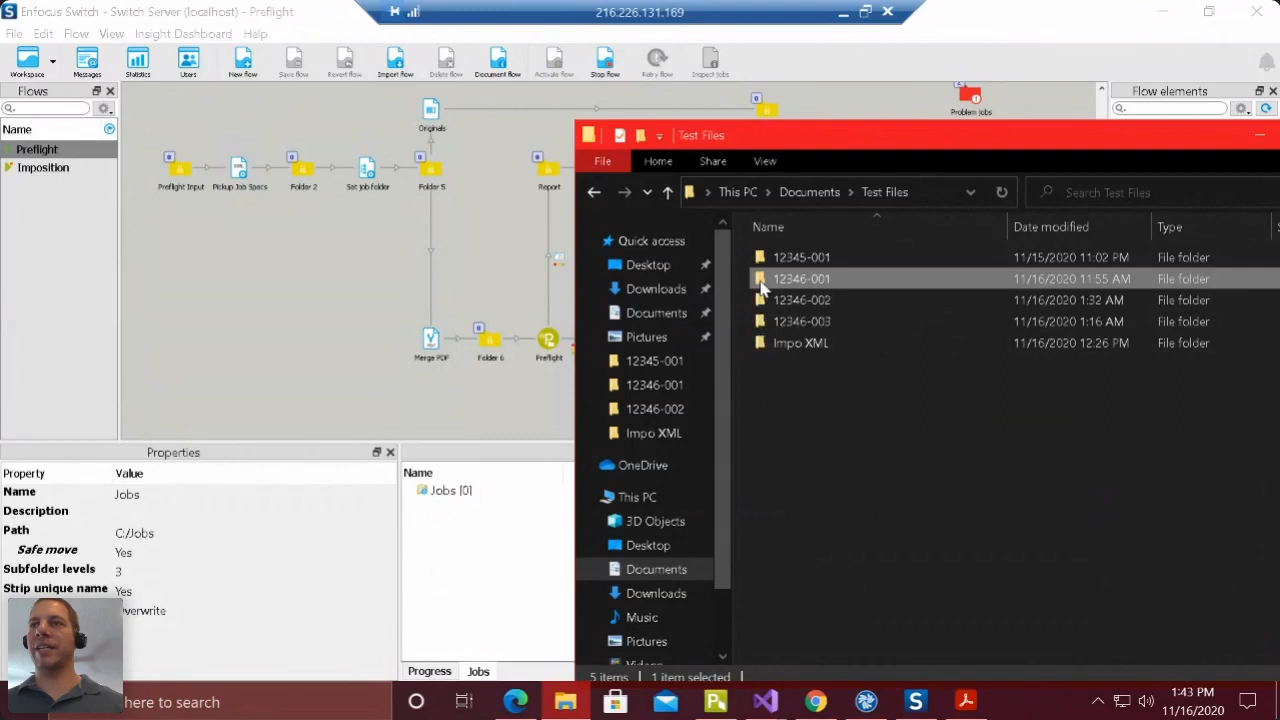 Enfocus Switch - Switch Server (localhost) - Preflight
216.226.131.169
File Edit Flow View Insight Dashboard Help
Workspace Messages Statistics Users New flow Save flow Revert flow Import flow Delete flow Document flow Activate flow Stop flow Retry flow Inspect jobs
Flows
Name
Preflight
Imposition
0
Originals
0
Problem jobs
Flow elements
0 0 0 0
Preflight Input Pickup Job Specs Folder 2 Set job folder Folder 5 Report
0
Merge PDF Folder 6 Preflight
Test Files
File Home Share View
This PC > Documents > Test Files
Search Test Files
Name Date modified Type
12345-001 11/15/2020 11:02 PM File folder
12346-001 11/16/2020 11:55 AM File folder
12346-002 11/16/2020 1:32 AM File folder
12346-003 11/16/2020 1:16 AM File folder
Impo XML 11/16/2020 12:26 PM File folder
Quick access
Desktop
Downloads
Documents
Pictures
12345-001
12346-001
12346-002
Impo XML
OneDrive
This PC
3D Objects
Desktop
Documents
Downloads
Music
Pictures
5 items 1 item selected
Properties
Property Value
Name Jobs
Description
Path C:/Jobs
Safe move Yes
Subfolder levels 3
Strip unique name Yes
Overwrite
Name
Jobs [0]
Progress Jobs
here to search
1:43 PM
11/16/2020